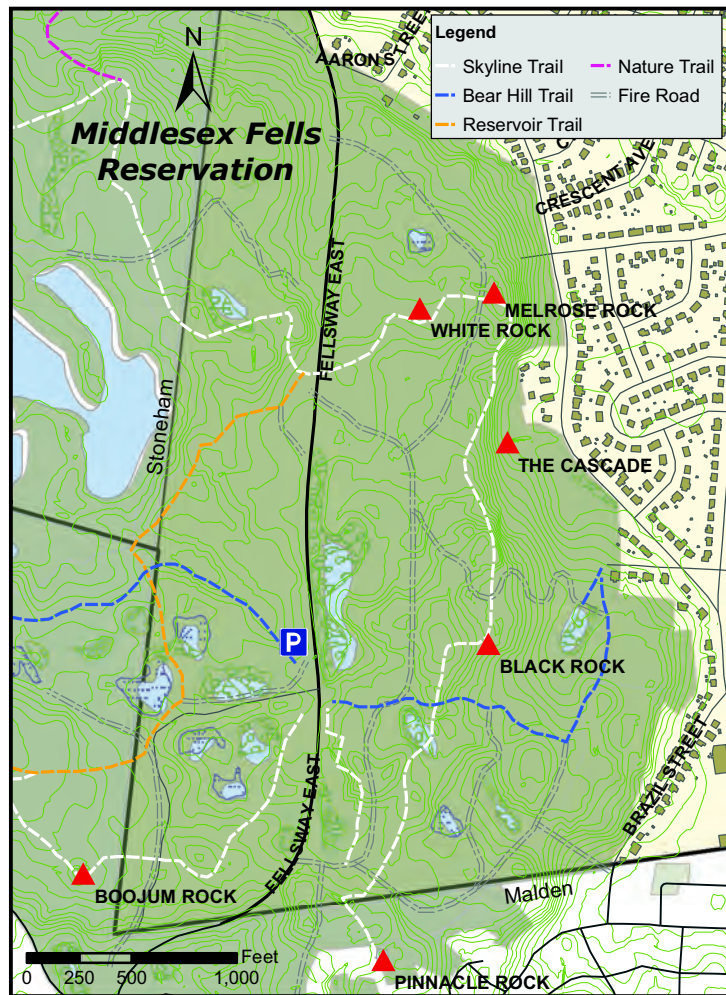 N
Middlesex Fells
Reservation
AARON S
STREET
Legend
Skyline Trail
Nature Trail
Bear Hill Trail
Fire Road
Reservoir Trail
CRESCENT AVE
FELLSWAY EAST
MELROSE ROCK
WHITE ROCK
Stoneham
THE CASCADE
P
BLACK ROCK
BRAZIL STREET
FELLSWAY EAST
BOOJUM ROCK
Malden
Feet
0 250 500 1,000
PINNACLE ROCK